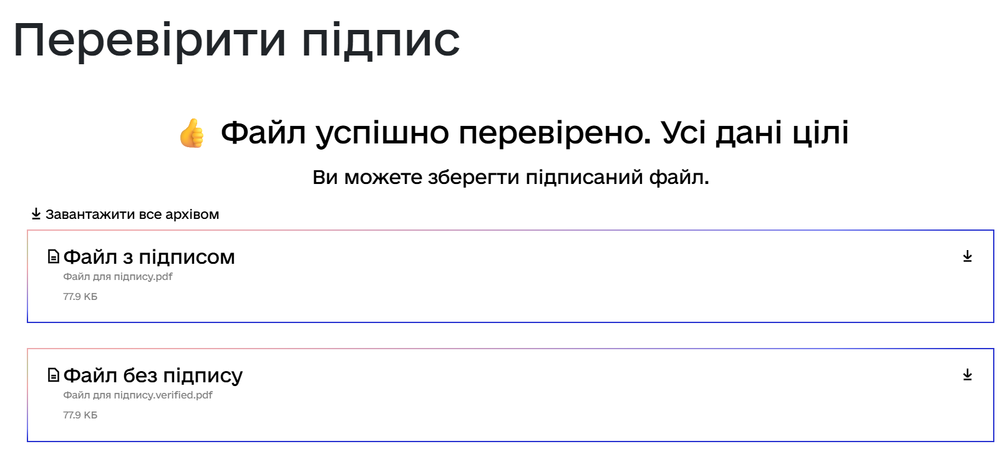 Перевірити підпис
👍 Файл успішно перевірено. Усі дані цілі
Ви можете зберегти підписаний файл.
Завантажити все архівом
Файл з підписом
Файл для підпису.pdf
77.9 КБ
Файл без підпису
Файл для підпису.verified.pdf
77.9 КБ